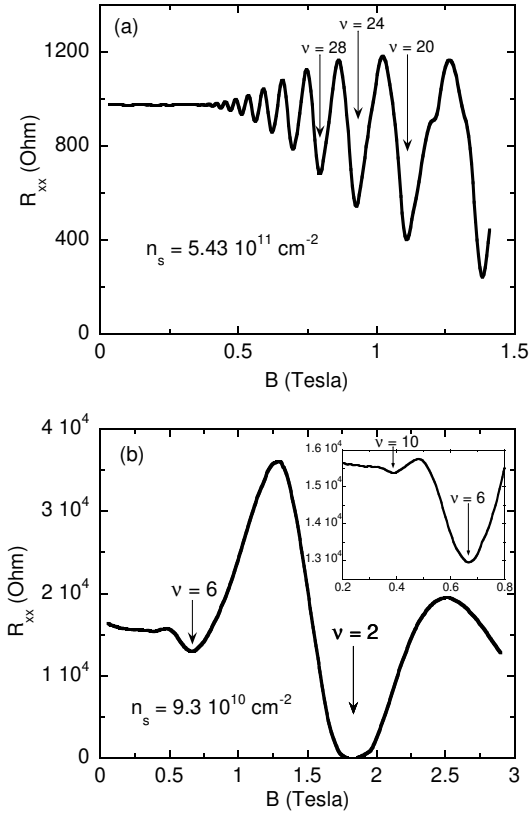 (a)
1200
800
400
0
R_xx (Ohm)
ν = 28
ν = 24
ν = 20
n_s = 5.43 10^11 cm^-2
0 0.5 1 1.5
B (Tesla)
(b)
4 10^4
3 10^4
2 10^4
1 10^4
0
R_xx (Ohm)
ν = 6
ν = 2
n_s = 9.3 10^10 cm^-2
1.6 10^4
1.5 10^4
1.4 10^4
1.3 10^4
ν = 10
ν = 6
0.2 0.4 0.6 0.8
0 0.5 1 1.5 2 2.5 3
B (Tesla)